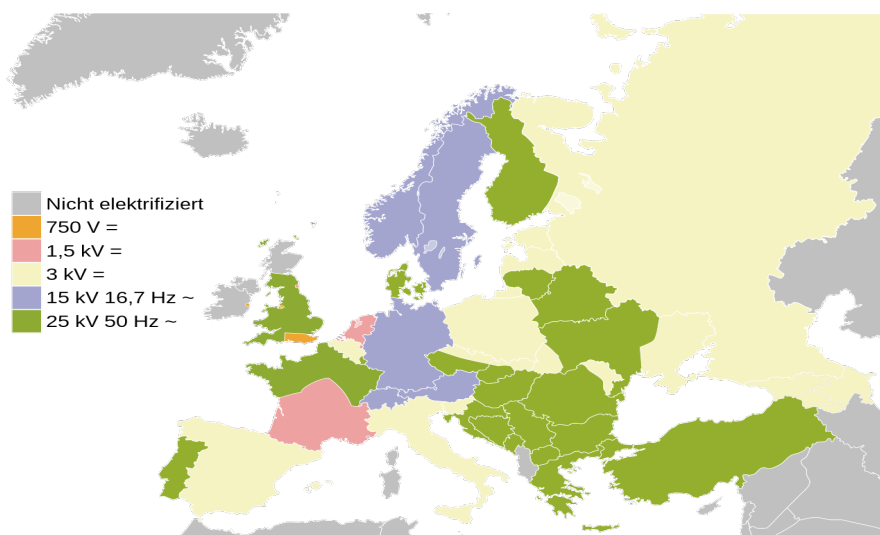 Nicht elektrifiziert
750 V =
1,5 kV =
3 kV =
15 kV 16,7 Hz ~
25 kV 50 Hz ~